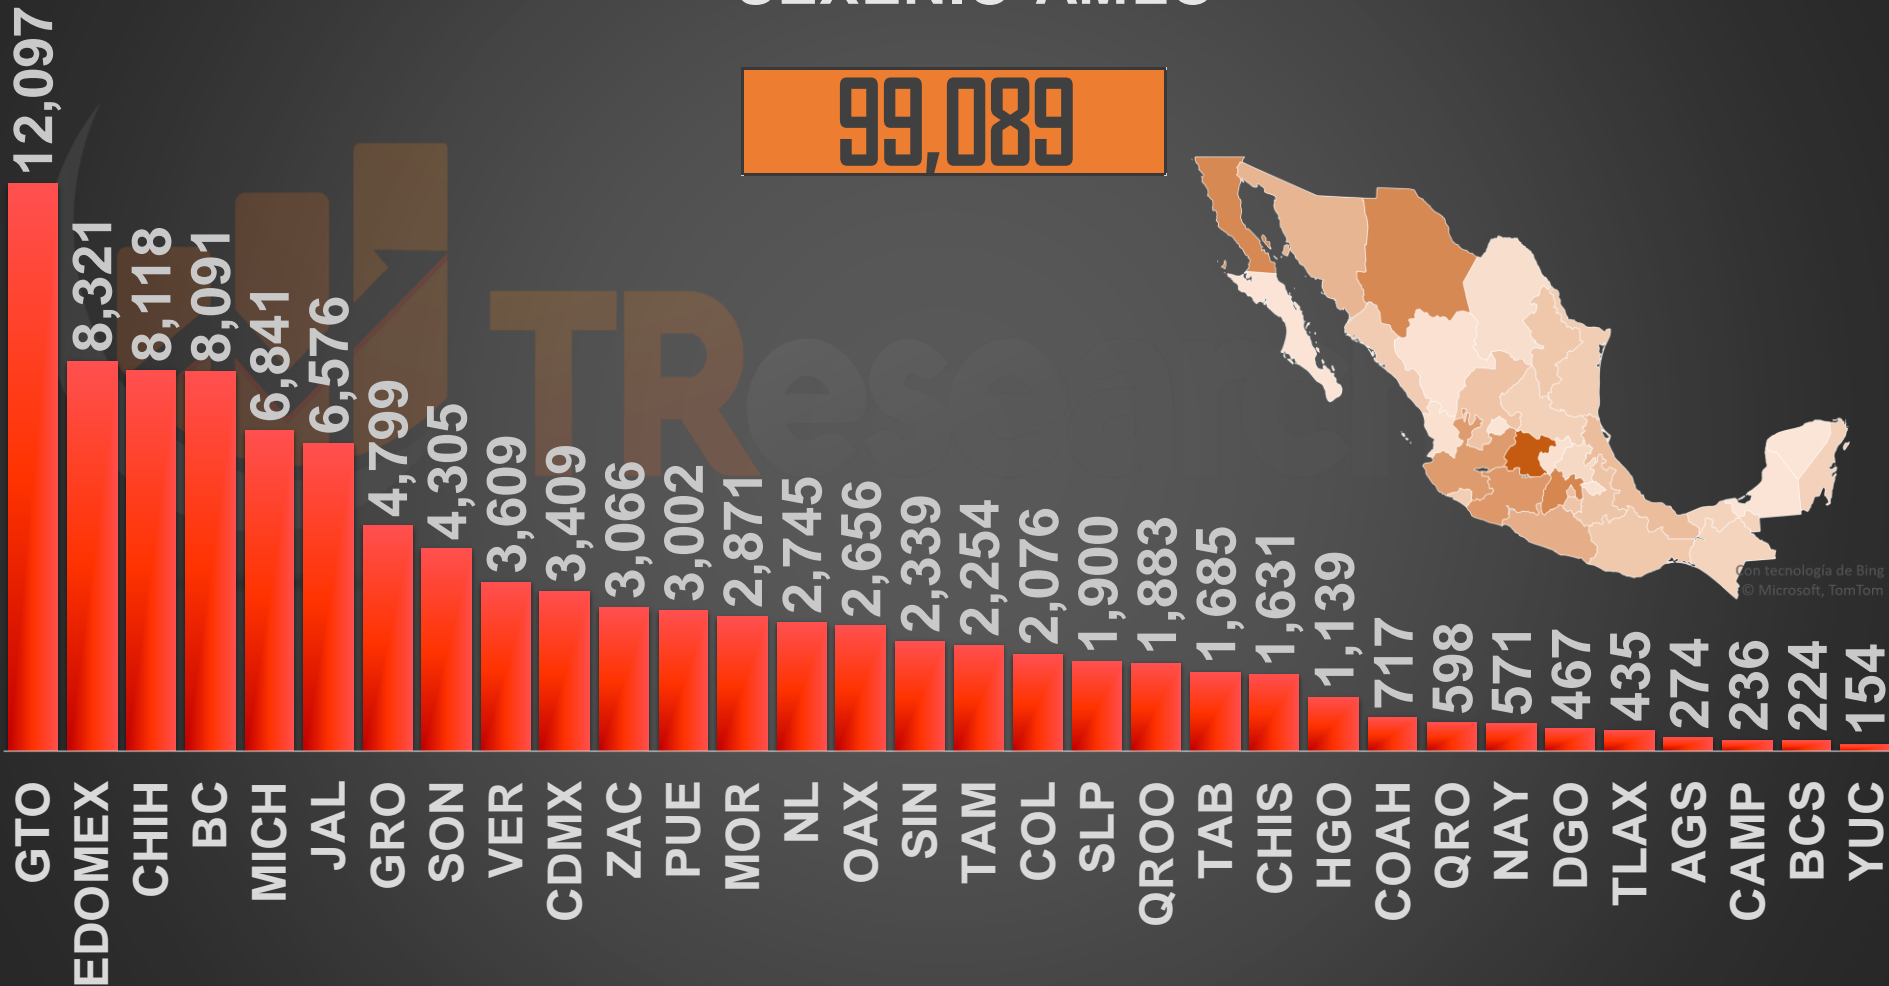 SEXENIO AMLO
99,089
12,097
8,321
8,118
8,091
6,841
6,576
4,799
4,305
3,609
3,409
3,066
3,002
2,871
2,745
2,656
2,339
2,254
2,076
1,900
1,883
1,685
1,631
1,139
717
598
571
467
435
274
236
224
154
GTO
EDOMEX
CHIH
BC
MICH
JAL
GRO
SON
VER
CDMX
ZAC
PUE
MOR
NL
OAX
SIN
TAM
COL
SLP
QROO
TAB
CHIS
HGO
COAH
QRO
NAY
DGO
TLAX
AGS
CAMP
BCS
YUC
TResearch
Con tecnología de Bing
© Microsoft, TomTom